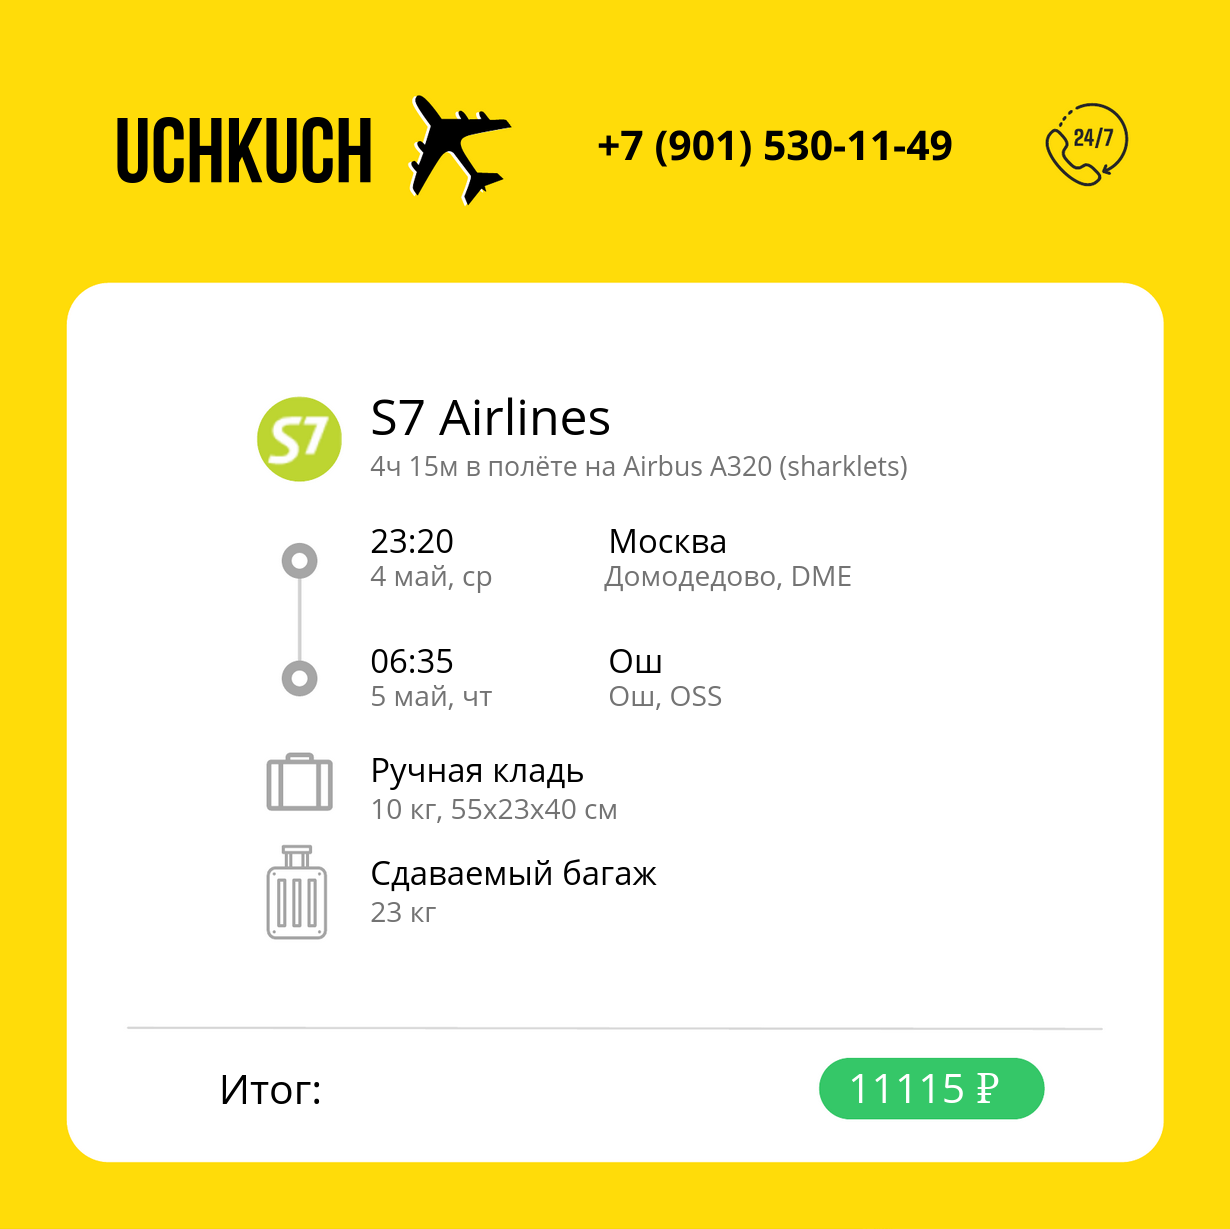 UCHKUCH
+7 (901) 530-11-49
24/7
S7
S7 Airlines
4ч 15м в полёте на Airbus A320 (sharklets)
23:20 Москва
4 май, ср Домодедово, DME
06:35 Ош
5 май, чт Ош, OSS
Ручная кладь
10 кг, 55x23x40 см
Сдаваемый багаж
23 кг
Итог: 11115 ₽